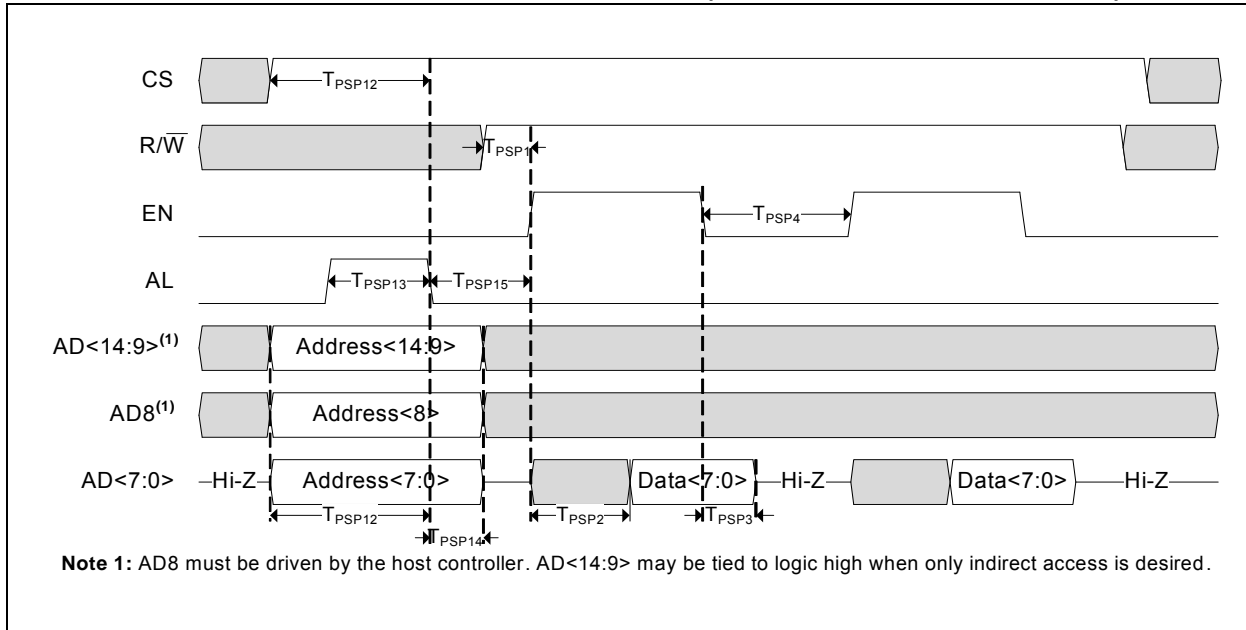 CS
T_PSP12
R/W̅
T_PSP1
EN
T_PSP4
AL
T_PSP13 T_PSP15
AD<14:9>(1) Address<14:9>
AD8(1) Address<8>
AD<7:0> Hi-Z Address<7:0> Data<7:0> Hi-Z Data<7:0> Hi-Z
T_PSP12 T_PSP2 T_PSP3
T_PSP14
Note 1: AD8 must be driven by the host controller. AD<14:9> may be tied to logic high when only indirect access is desired.